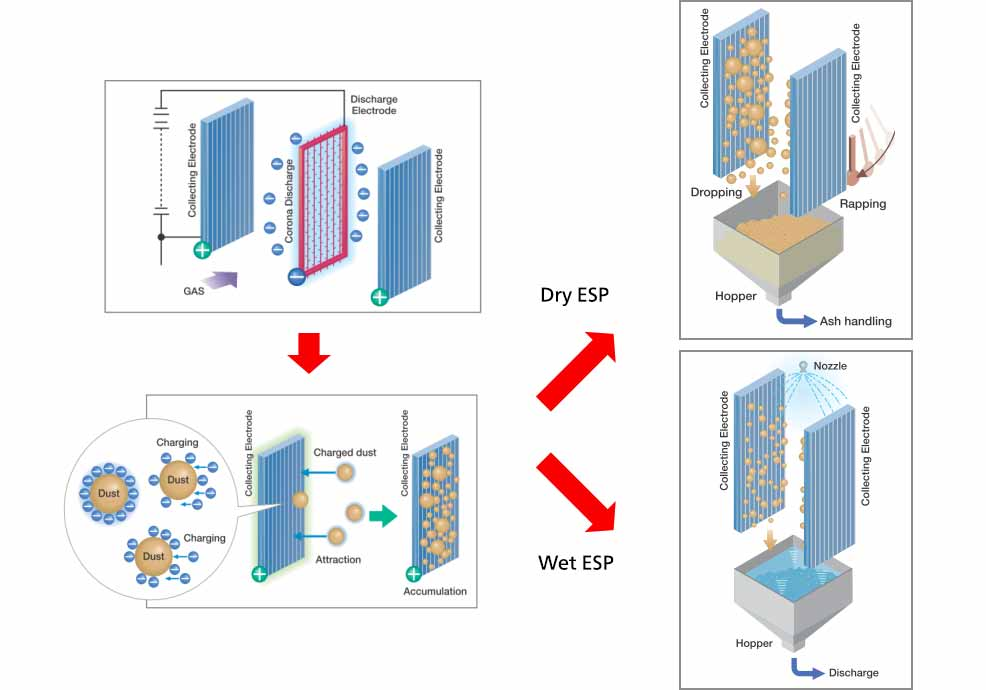 Discharge
Electrode
Collecting Electrode
Corona Discharge
Collecting Electrode
GAS
Charging
Dust
Dust
Charging
Dust
Collecting Electrode
Charged dust
Attraction
Collecting Electrode
Accumulation
Dry ESP
Wet ESP
Collecting Electrode
Collecting Electrode
Dropping
Rapping
Hopper
Ash handling
Nozzle
Collecting Electrode
Collecting Electrode
Hopper
Discharge